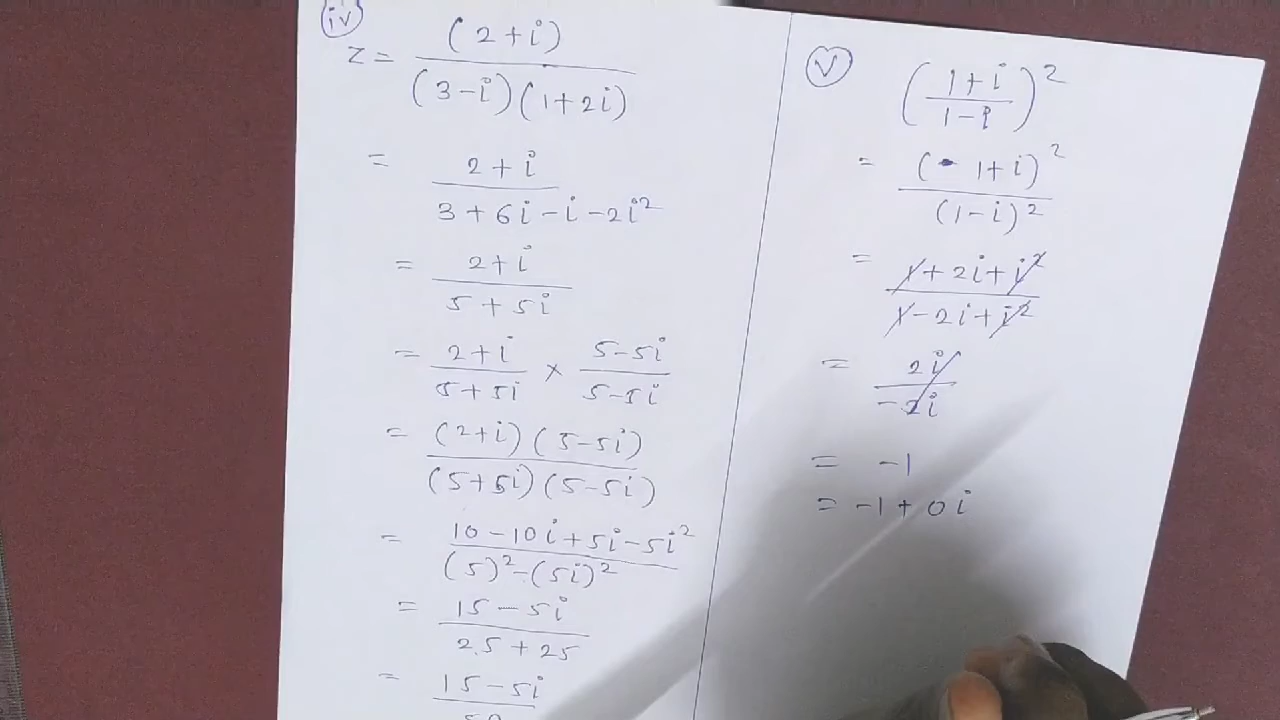 (iv)
z = (2+i) / (3-i)(1+2i)
= 2+i / 3+6i-i-2i²
= 2+i / 5+5i
= 2+i / 5+5i × 5-5i / 5-5i
= (2+i)(5-5i) / (5+5i)(5-5i)
= 10-10i+5i-5i² / (5)²-(5i)²
= 15-5i / 25+25
= 15-5i / 50
(v)
(1+i / 1-i)²
= (1+i)² / (1-i)²
= 1+2i+i² / 1-2i+i²
= 2i / -2i
= -1
= -1+0i